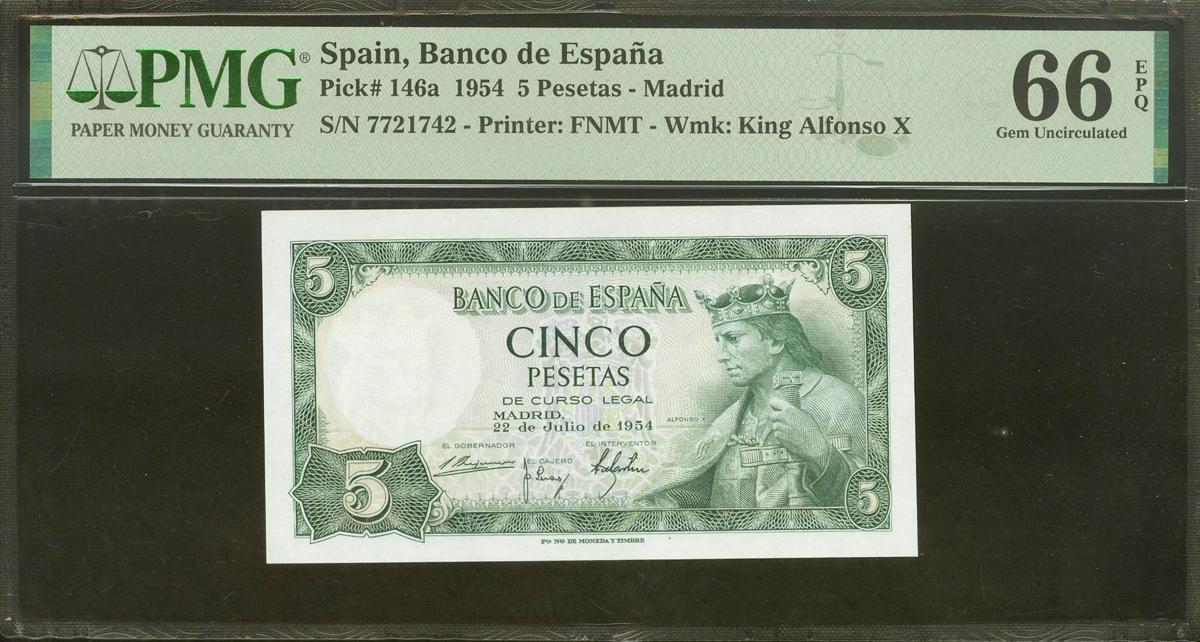 PMG®
PAPER MONEY GUARANTY
Spain, Banco de España
Pick# 146a 1954 5 Pesetas - Madrid
S/N 7721742 - Printer: FNMT - Wmk: King Alfonso X
66
EPQ
Gem Uncirculated
5
5
BANCO DE ESPAÑA
CINCO
PESETAS
DE CURSO LEGAL
MADRID,
22 de Julio de 1954
ALFONSO X
EL GOBERNADOR
EL INTERVENTOR
EL CAJERO
5
5
Fª Nª DE MONEDA Y TIMBRE